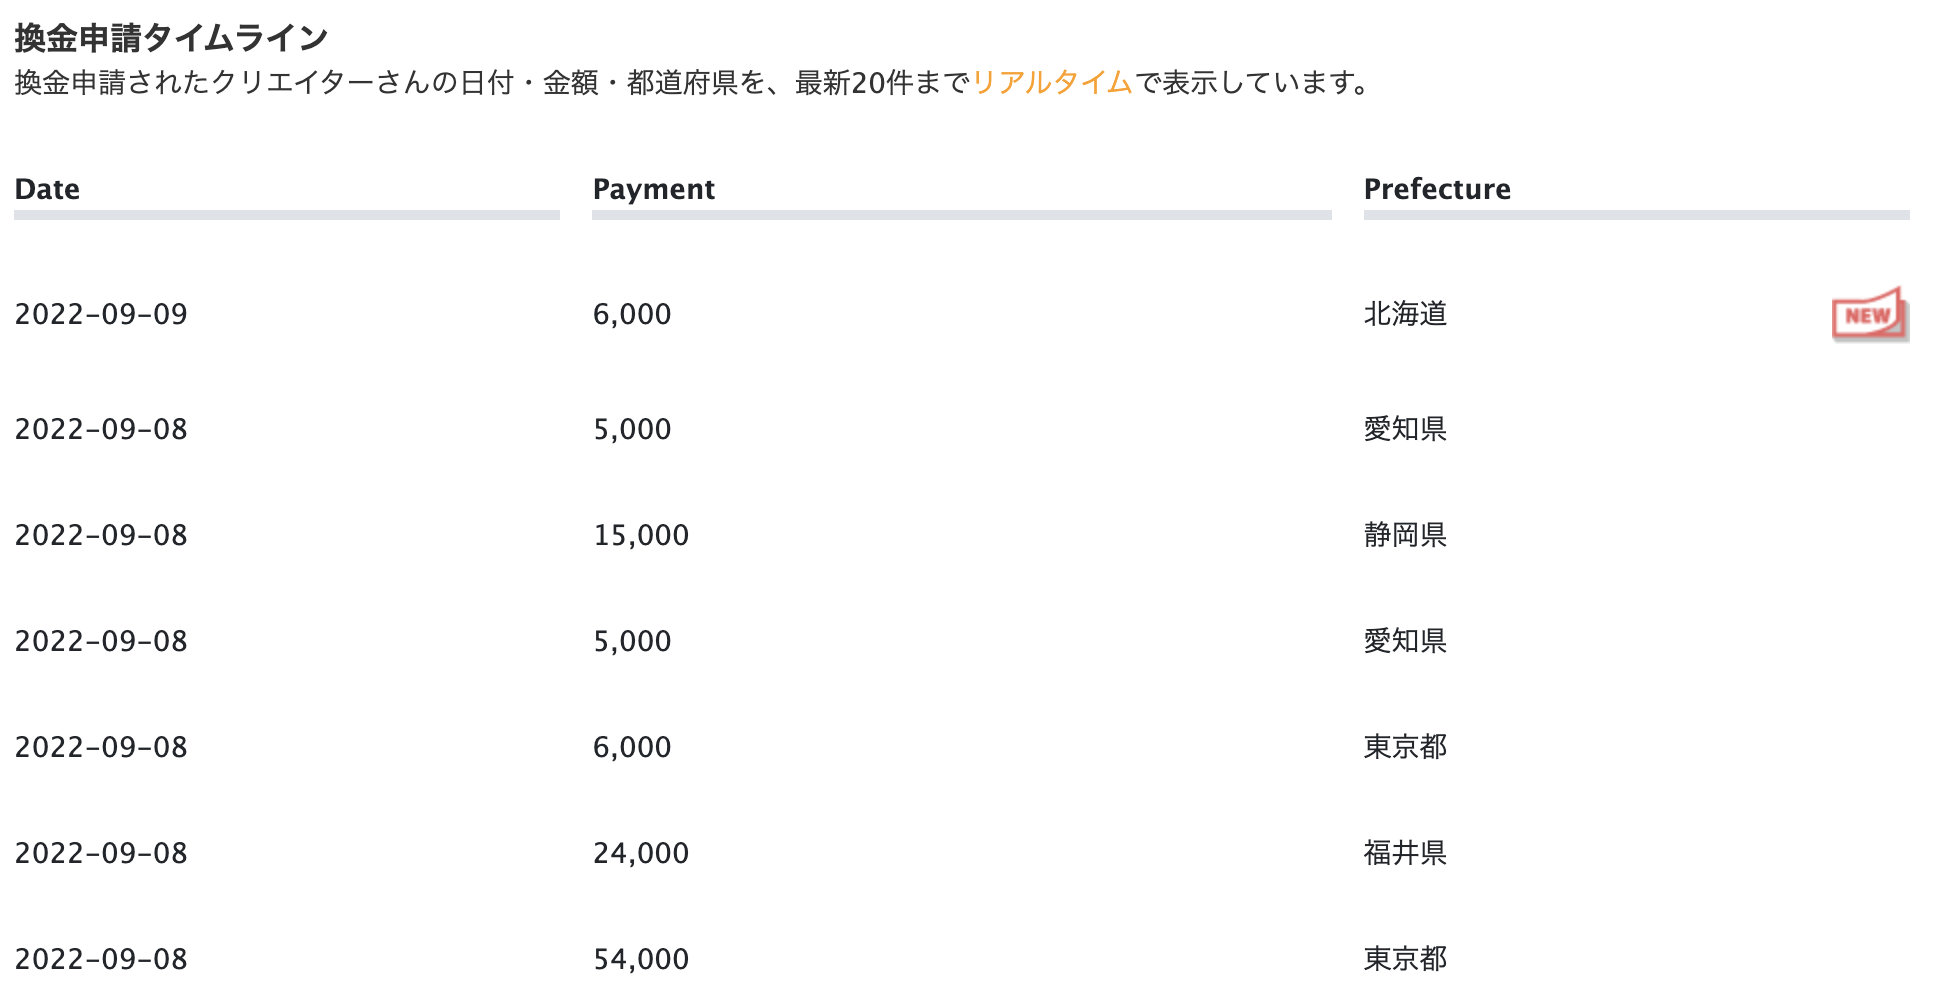 換金申請タイムライン
換金申請されたクリエイターさんの日付・金額・都道府県を、最新20件までリアルタイムで表示しています。
Date Payment Prefecture
2022-09-09 6,000 北海道 NEW
2022-09-08 5,000 愛知県
2022-09-08 15,000 静岡県
2022-09-08 5,000 愛知県
2022-09-08 6,000 東京都
2022-09-08 24,000 福井県
2022-09-08 54,000 東京都